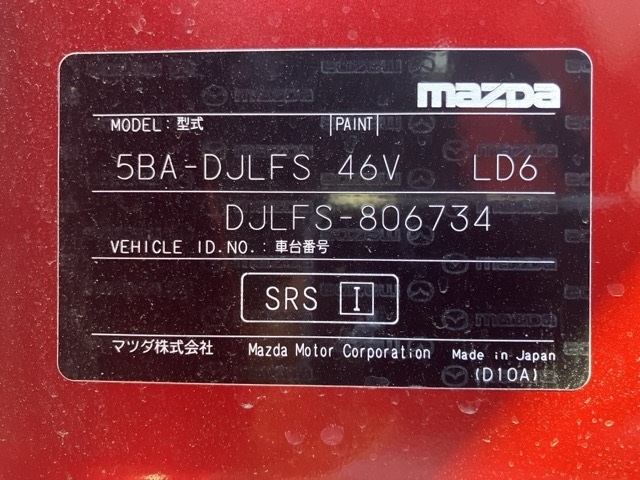 mazda
MODEL: 型式 |PAINT|
5BA-DJLFS 46V LD6
DJLFS-806734
VEHICLE ID.NO.: 車台番号
SRS I
マツダ株式会社 Mazda Motor Corporation Made in Japan
(D10A)